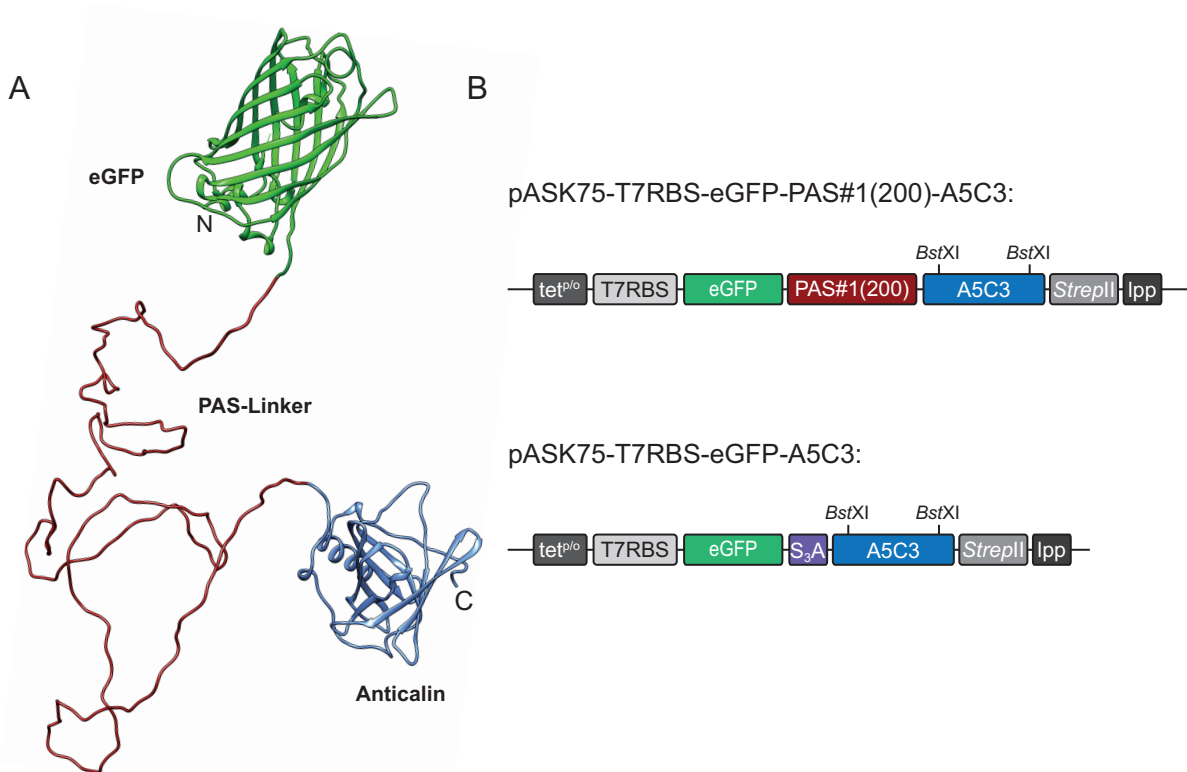 A
B
eGFP
N
PAS-Linker
C
Anticalin
pASK75-T7RBS-eGFP-PAS#1(200)-A5C3:
BstXI BstXI
tetp/o T7RBS eGFP PAS#1(200) A5C3 StrepII lpp
pASK75-T7RBS-eGFP-A5C3:
BstXI BstXI
tetp/o T7RBS eGFP S3A A5C3 StrepII lpp